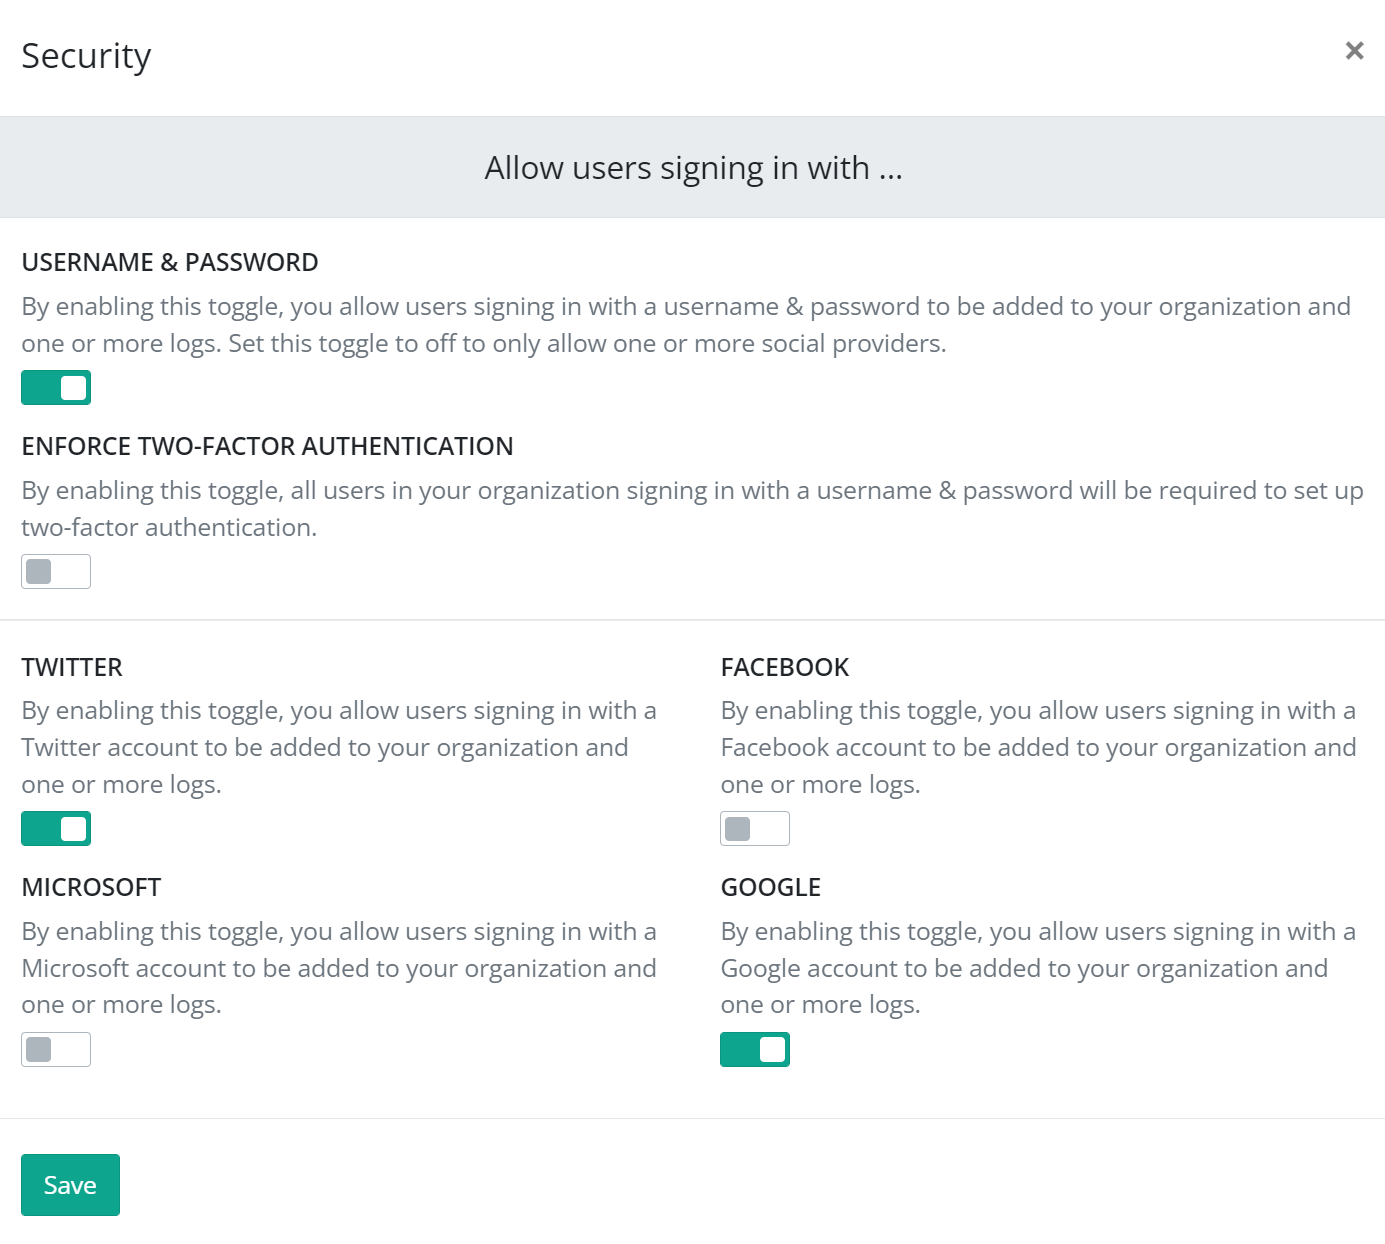 Security
×
Allow users signing in with ...
USERNAME & PASSWORD
By enabling this toggle, you allow users signing in with a username & password to be added to your organization and
one or more logs. Set this toggle to off to only allow one or more social providers.
ENFORCE TWO-FACTOR AUTHENTICATION
By enabling this toggle, all users in your organization signing in with a username & password will be required to set up
two-factor authentication.
TWITTER
By enabling this toggle, you allow users signing in with a
Twitter account to be added to your organization and
one or more logs.
FACEBOOK
By enabling this toggle, you allow users signing in with a
Facebook account to be added to your organization and
one or more logs.
MICROSOFT
By enabling this toggle, you allow users signing in with a
Microsoft account to be added to your organization and
one or more logs.
GOOGLE
By enabling this toggle, you allow users signing in with a
Google account to be added to your organization and
one or more logs.
Save